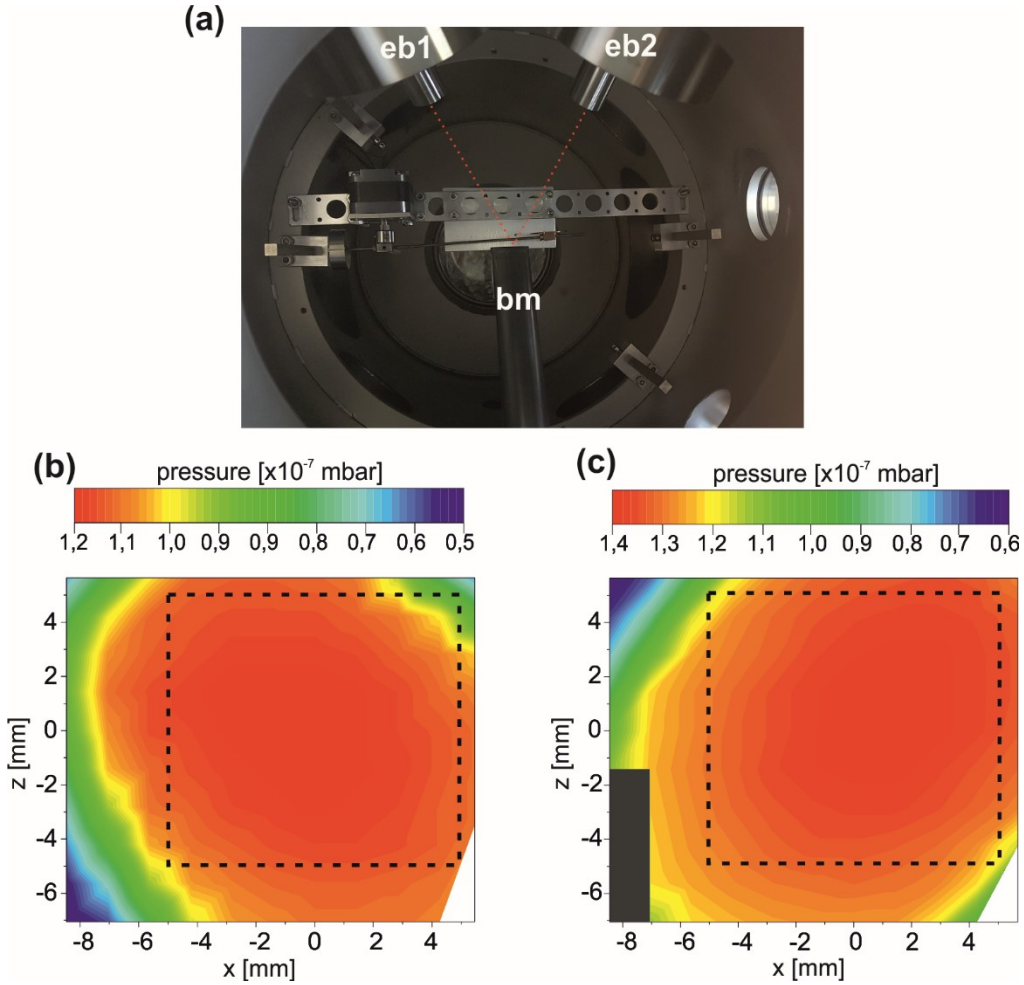 (a)
eb1
eb2
bm
(b)
pressure [x10⁻⁷ mbar]
1,2 1,1 1,0 0,9 0,9 0,8 0,7 0,6 0,5
4
2
0
-2
-4
-6
z [mm]
-8 -6 -4 -2 0 2 4
x [mm]
(c)
pressure [x10⁻⁷ mbar]
1,4 1,3 1,2 1,1 1,0 0,9 0,8 0,7 0,6
4
2
0
-2
-4
-6
z [mm]
-8 -6 -4 -2 0 2 4
x [mm]